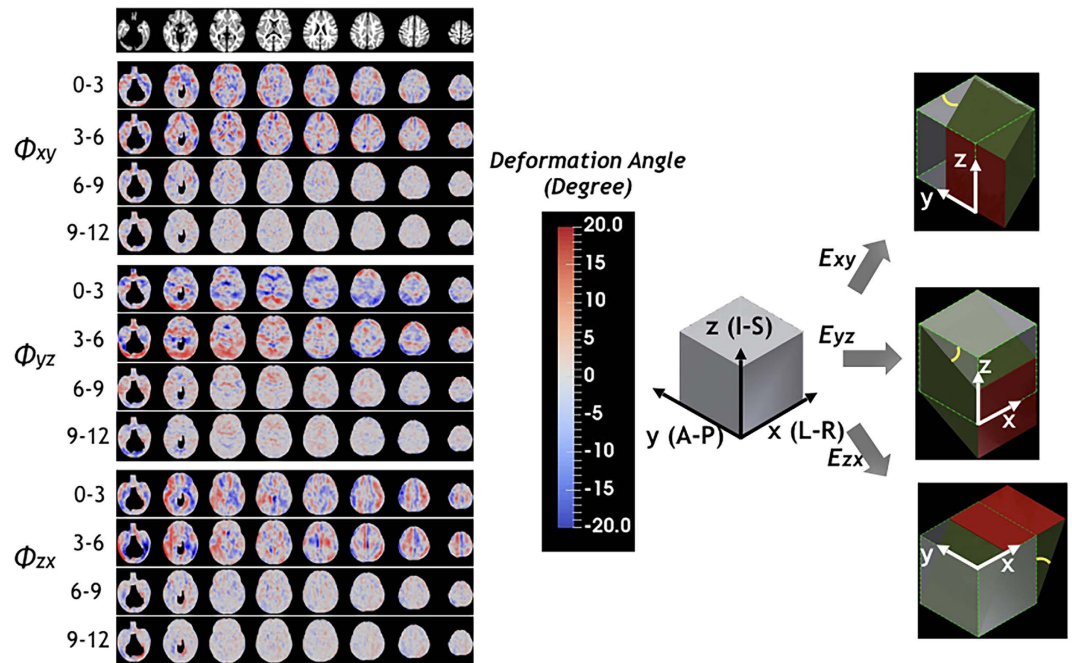 Φxy
0-3
3-6
6-9
9-12
Φyz
0-3
3-6
6-9
9-12
Φzx
0-3
3-6
6-9
9-12
Deformation Angle
(Degree)
20.0
15
10
5
0
-5
-10
-15
-20.0
z (I-S)
y (A-P)
x (L-R)
Exy
Eyz
Ezx
z
y
z
x
y
x